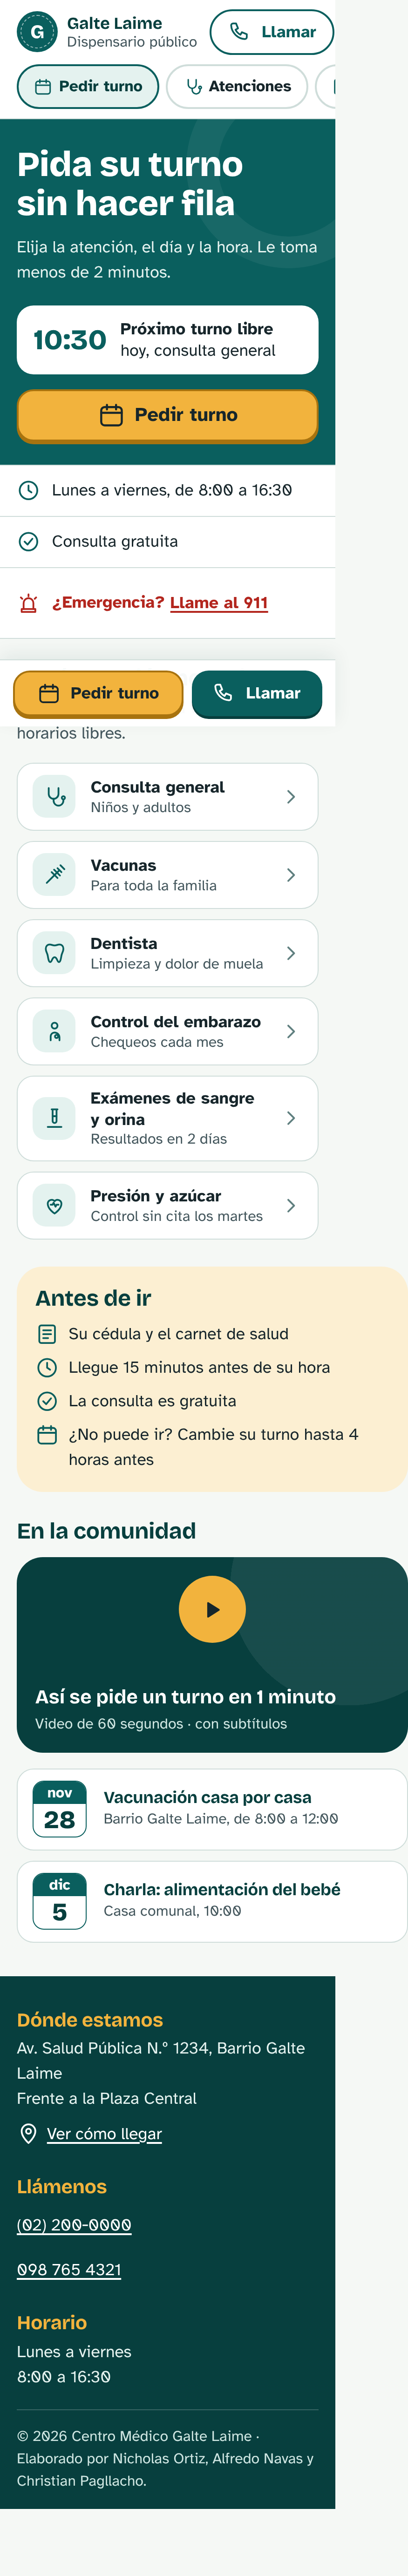 G
Galte Laime
Dispensario público
Llamar
Pedir turno
Atenciones
Pida su turno
sin hacer fila
Elija la atención, el día y la hora. Le toma
menos de 2 minutos.
10:30
Próximo turno libre
hoy, consulta general
Pedir turno
Lunes a viernes, de 8:00 a 16:30
Consulta gratuita
¿Emergencia? Llame al 911
Pedir turno
Llamar
horarios libres.
Consulta general
Niños y adultos
Vacunas
Para toda la familia
Dentista
Limpieza y dolor de muela
Control del embarazo
Chequeos cada mes
Exámenes de sangre
y orina
Resultados en 2 días
Presión y azúcar
Control sin cita los martes
Antes de ir
Su cédula y el carnet de salud
Llegue 15 minutos antes de su hora
La consulta es gratuita
¿No puede ir? Cambie su turno hasta 4
horas antes
En la comunidad
Así se pide un turno en 1 minuto
Video de 60 segundos · con subtítulos
nov
28
Vacunación casa por casa
Barrio Galte Laime, de 8:00 a 12:00
dic
5
Charla: alimentación del bebé
Casa comunal, 10:00
Dónde estamos
Av. Salud Pública N.º 1234, Barrio Galte
Laime
Frente a la Plaza Central
Ver cómo llegar
Llámenos
(02) 200-0000
098 765 4321
Horario
Lunes a viernes
8:00 a 16:30
© 2026 Centro Médico Galte Laime ·
Elaborado por Nicholas Ortiz, Alfredo Navas y
Christian Pagllacho.